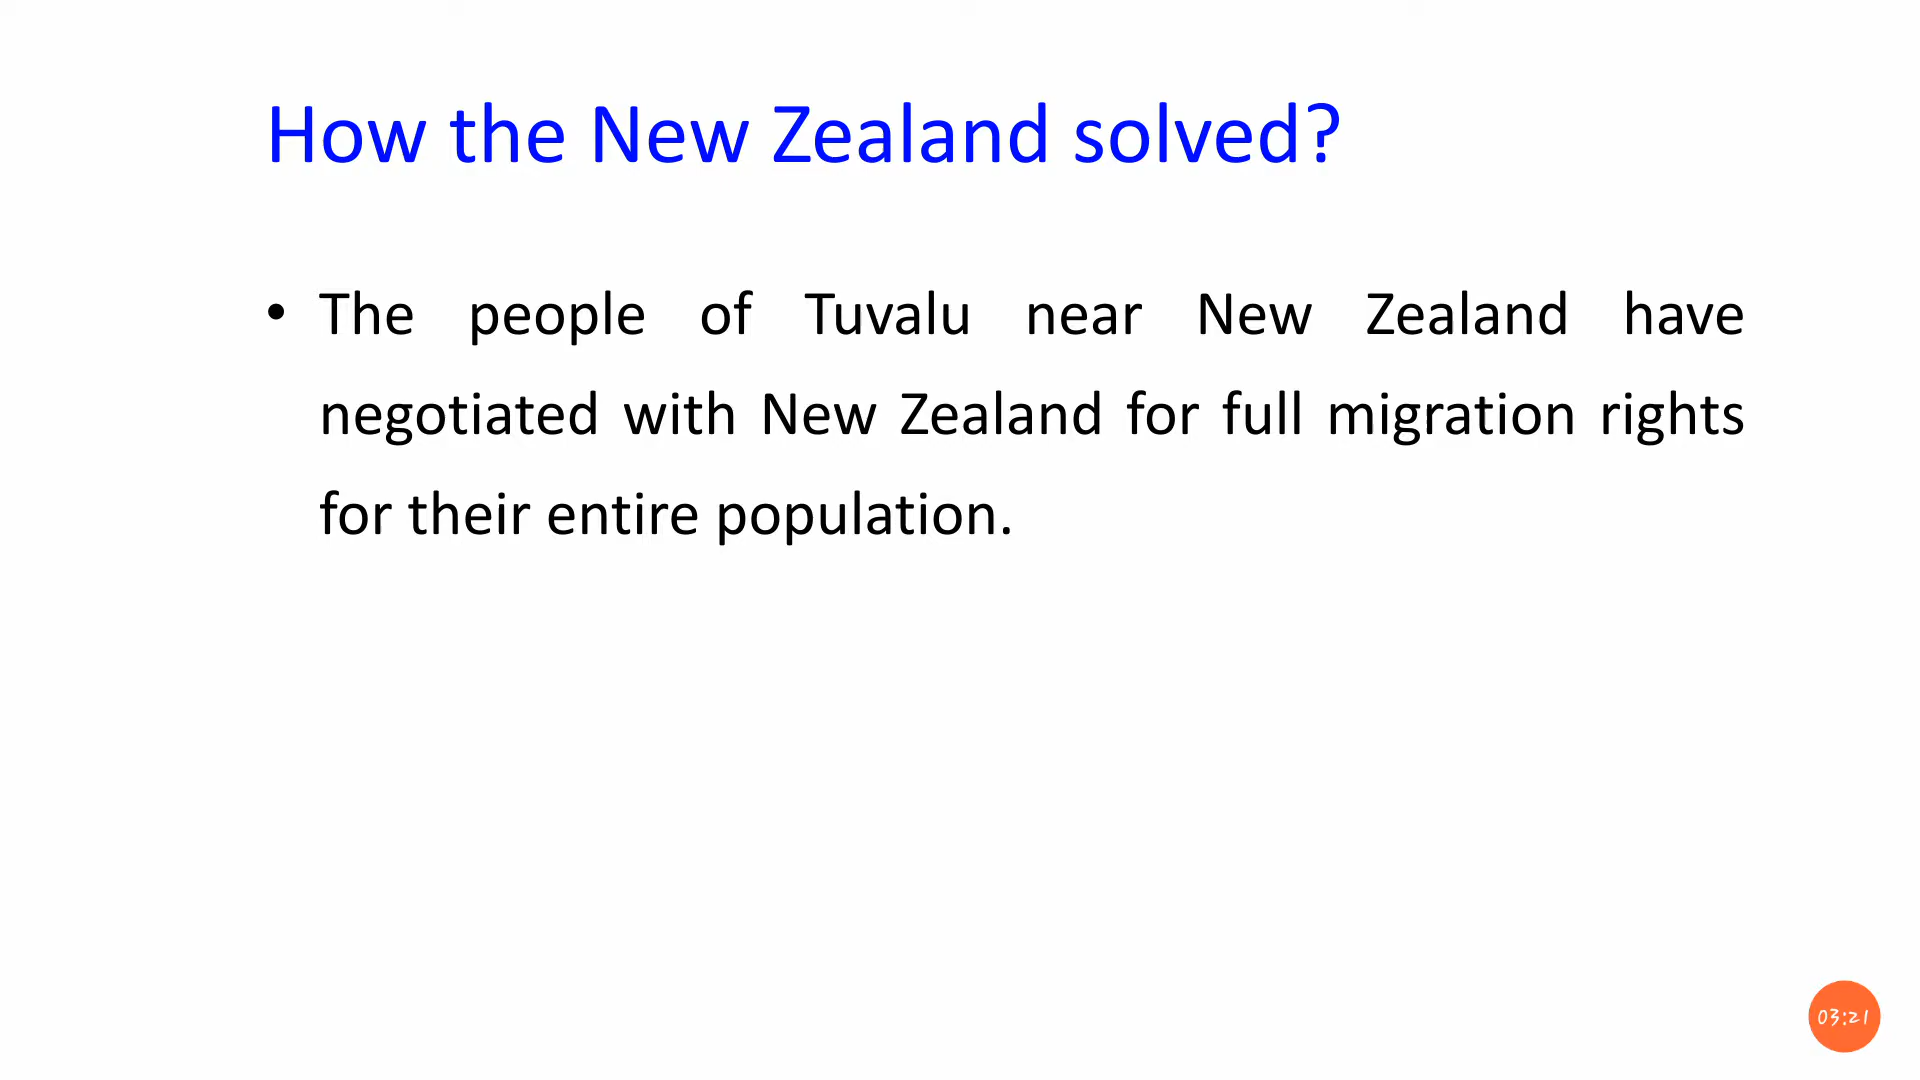 How the New Zealand solved?
• The people of Tuvalu near New Zealand have
negotiated with New Zealand for full migration rights
for their entire population.
03:21